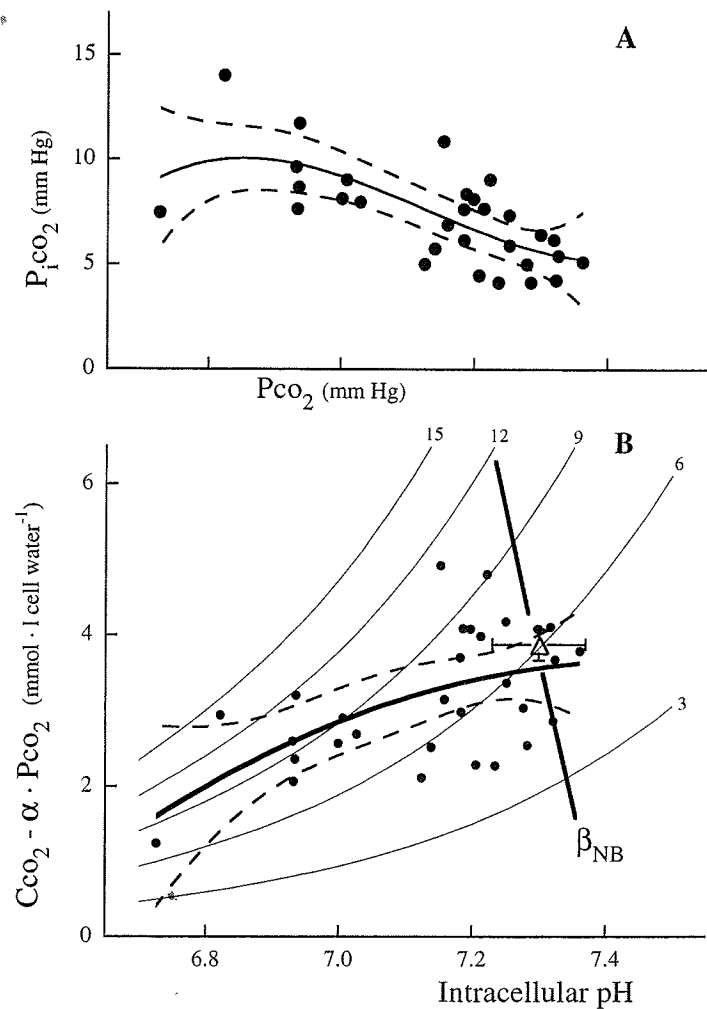 A
15
10
5
0
PᵢCO₂ (mm Hg)
PCO₂ (mm Hg)
B
15
12
9
6
3
6
4
2
0
CCO₂ - α · PCO₂ (mmol · l cell water⁻¹)
βNB
6.8 7.0 7.2 7.4
Intracellular pH